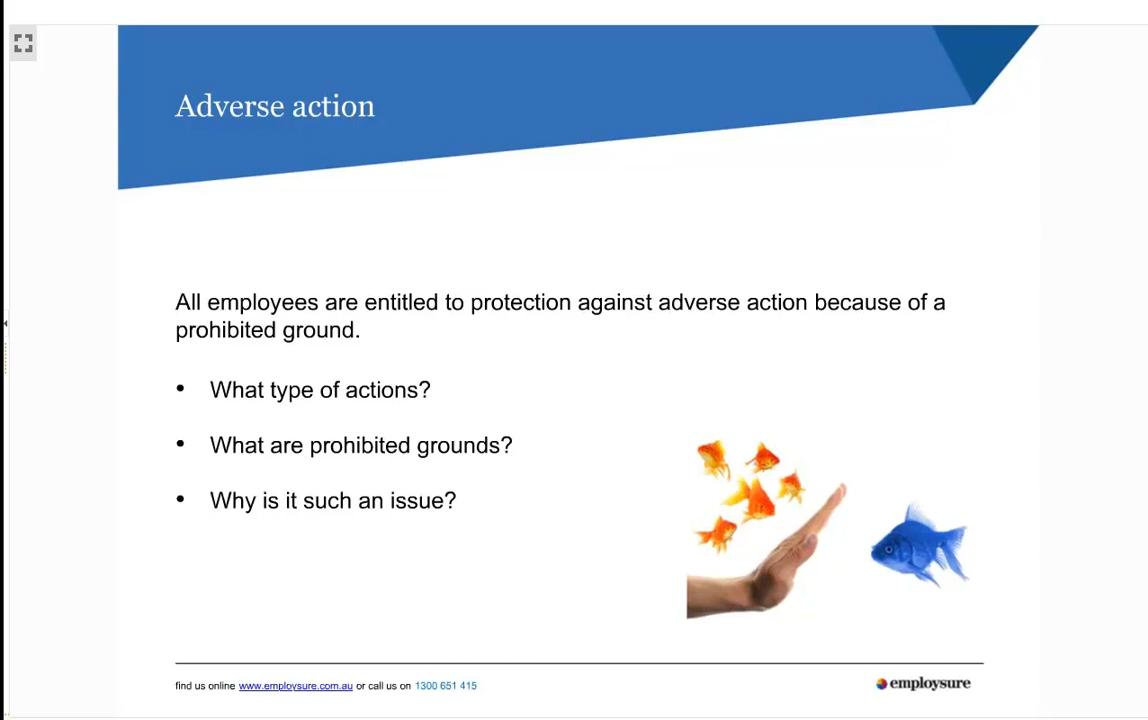 Adverse action
All employees are entitled to protection against adverse action because of a
prohibited ground.
• What type of actions?
• What are prohibited grounds?
• Why is it such an issue?
find us online www.employsure.com.au or call us on 1300 651 415
employsure